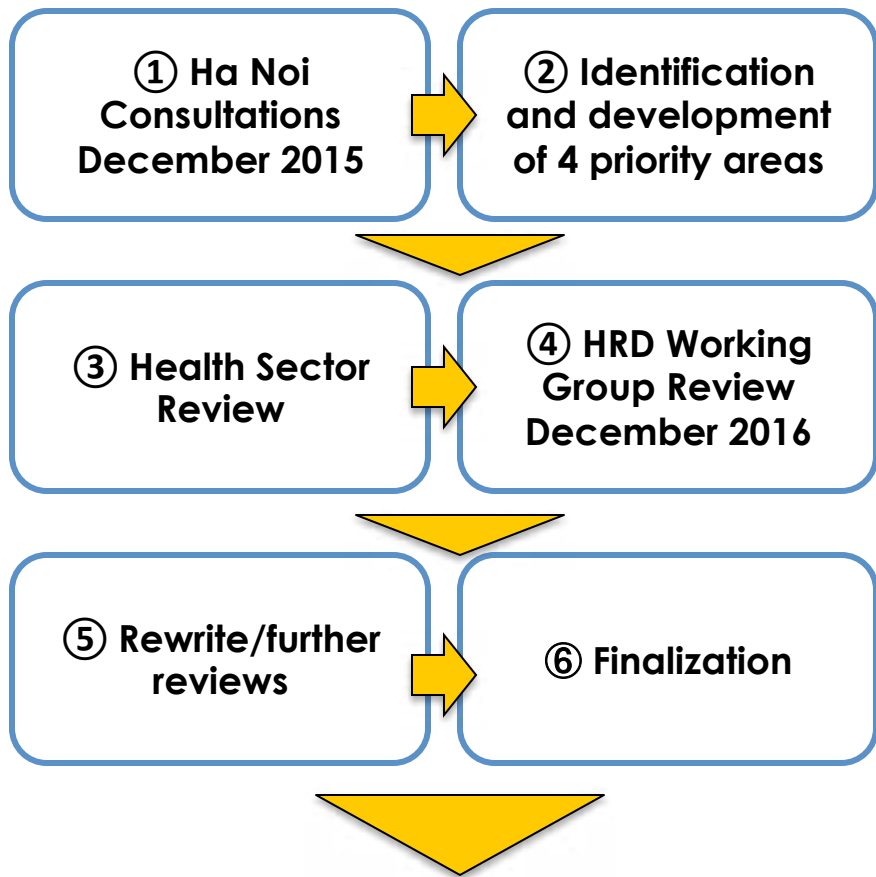 ① Ha Noi
Consultations
December 2015
② Identification
and development
of 4 priority areas
③ Health Sector
Review
④ HRD Working
Group Review
December 2016
⑤ Rewrite/further
reviews
⑥ Finalization